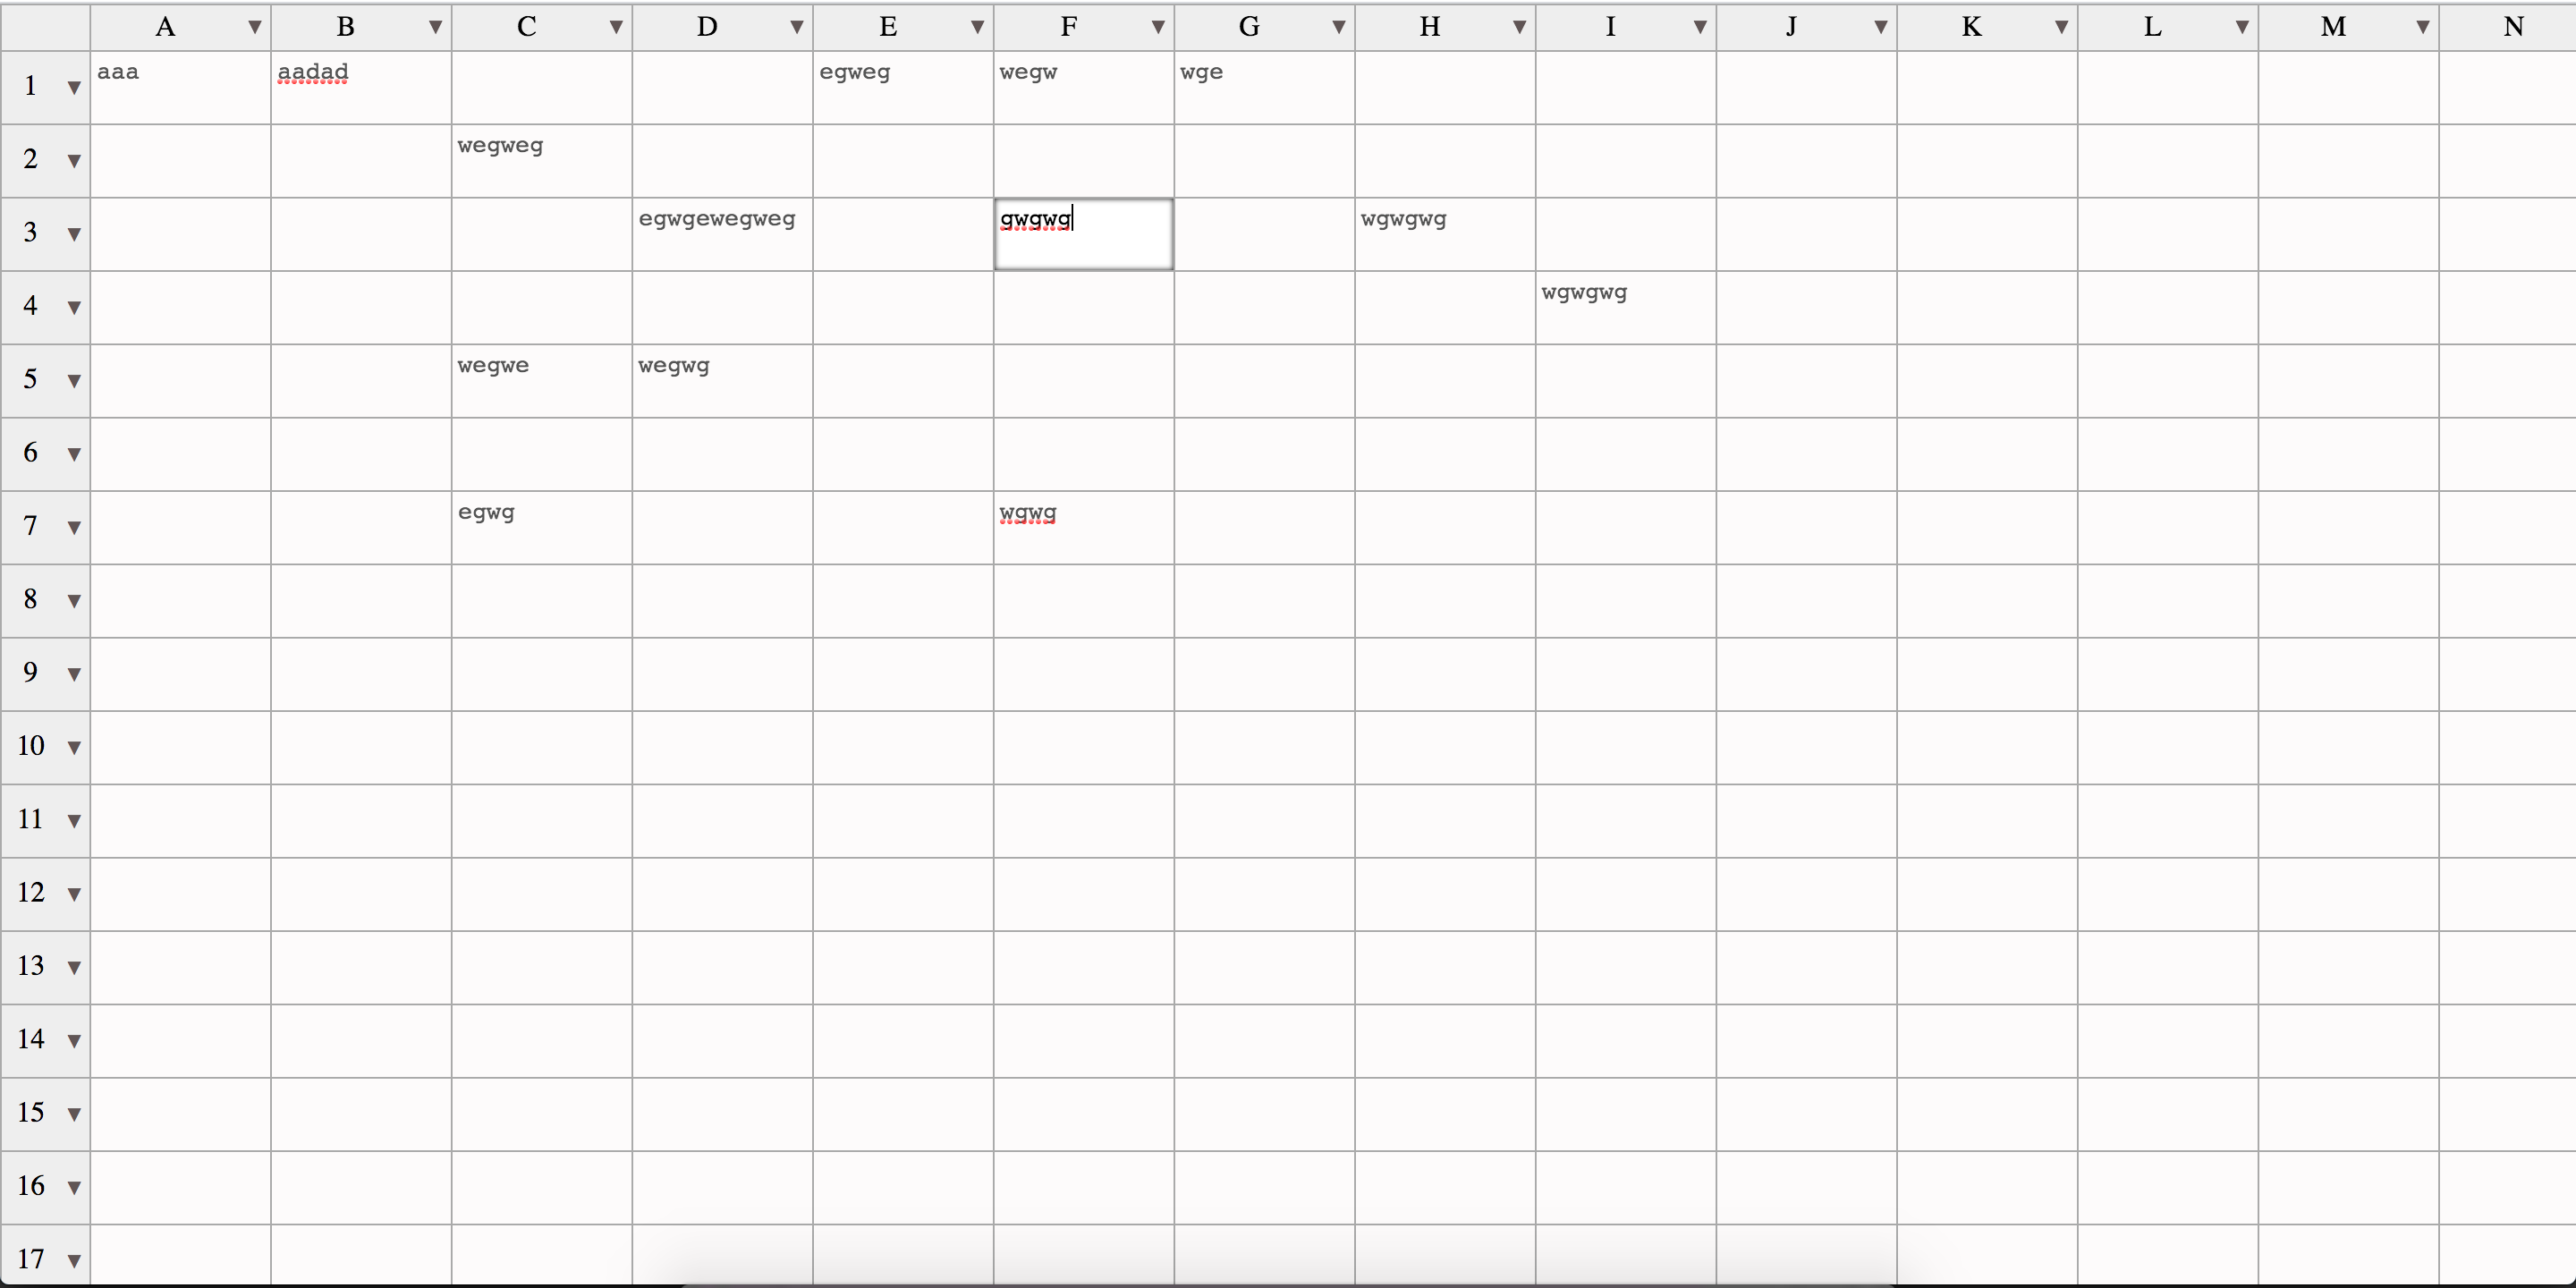 A ▼ B ▼ C ▼ D ▼ E ▼ F ▼ G ▼ H ▼ I ▼ J ▼ K ▼ L ▼ M ▼ N
1 ▼ aaa aadad egweg wegw wge
2 ▼ wegweg
3 ▼ egwgewegweg gwgwg wgwgwg
4 ▼ wgwgwg
5 ▼ wegwe wegwg
6 ▼
7 ▼ egwg wgwg
8 ▼
9 ▼
10 ▼
11 ▼
12 ▼
13 ▼
14 ▼
15 ▼
16 ▼
17 ▼